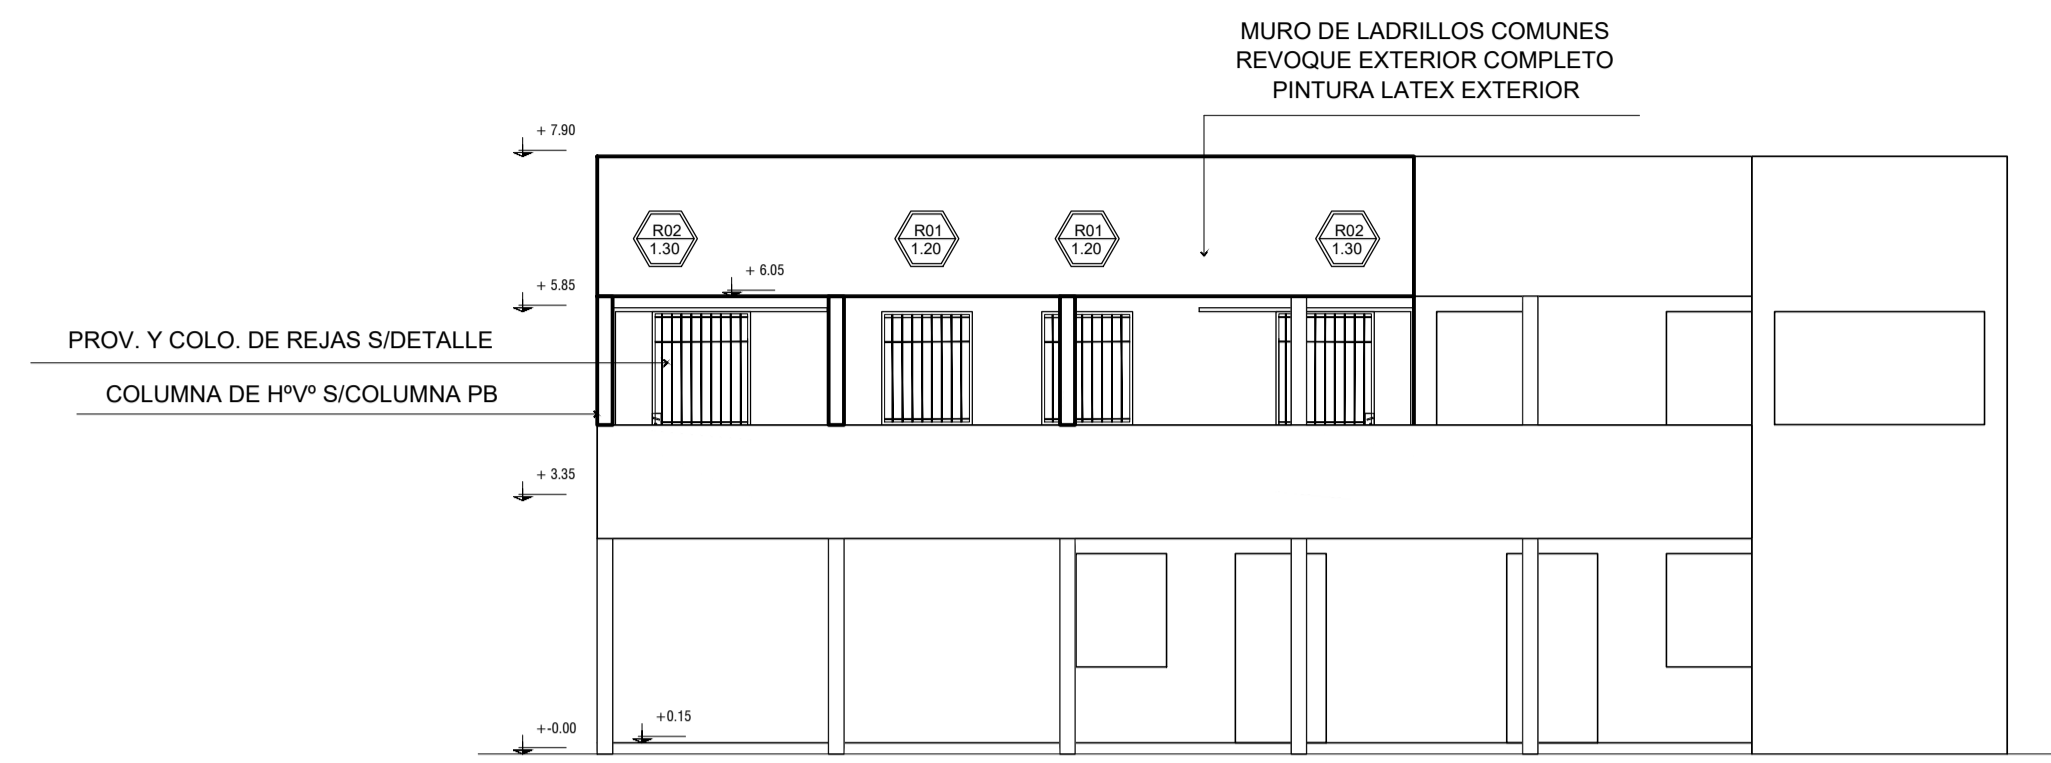 MURO DE LADRILLOS COMUNES
REVOQUE EXTERIOR COMPLETO
PINTURA LATEX EXTERIOR
+ 7.90
R02
1.30
R01
1.20
R01
1.20
R02
1.30
+ 6.05
+ 5.85
PROV. Y COLO. DE REJAS S/DETALLE
COLUMNA DE HºVº S/COLUMNA PB
+ 3.35
+0.15
+-0.00